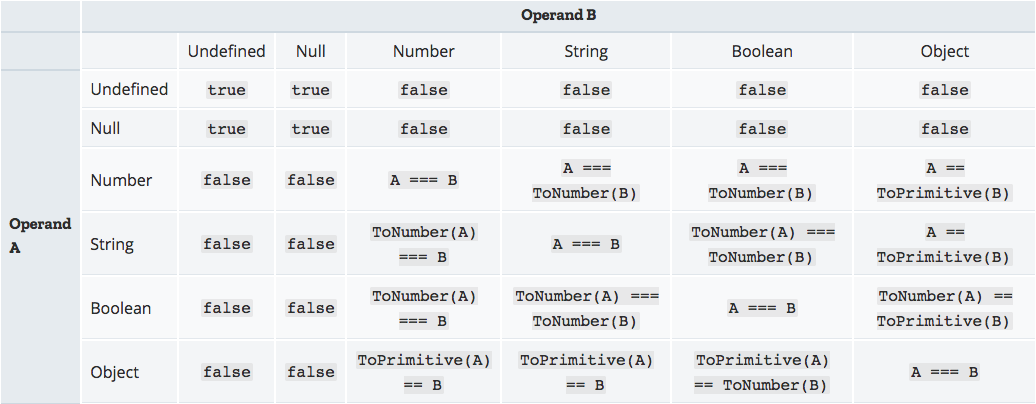 Operand B
Undefined Null Number String Boolean Object
Undefined true true false false false false
Null true true false false false false
Number false false A === B A === ToNumber(B) A === ToNumber(B) A == ToPrimitive(B)
Operand A
String false false ToNumber(A) === B A === B ToNumber(A) === ToNumber(B) A == ToPrimitive(B)
Boolean false false ToNumber(A) === B ToNumber(A) === ToNumber(B) A === B ToNumber(A) == ToPrimitive(B)
Object false false ToPrimitive(A) == B ToPrimitive(A) == B ToPrimitive(A) == ToNumber(B) A === B